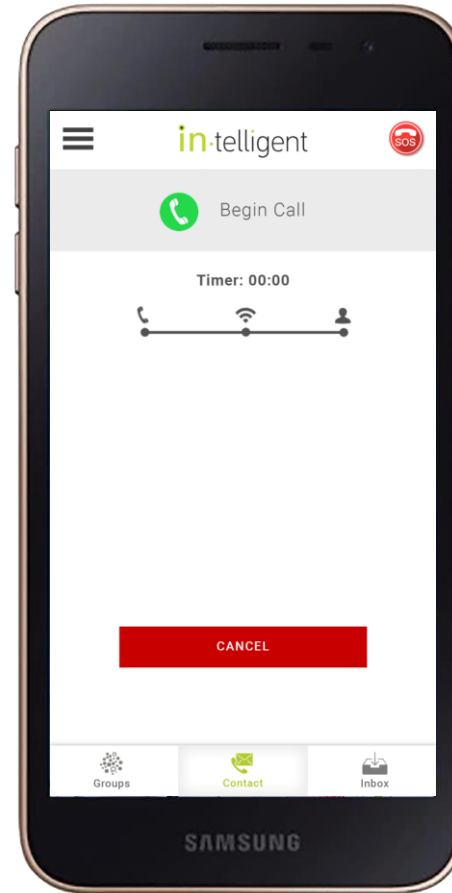 in·telligent
SOS
Begin Call
Timer: 00:00
CANCEL
Groups
Contact
Inbox
SAMSUNG